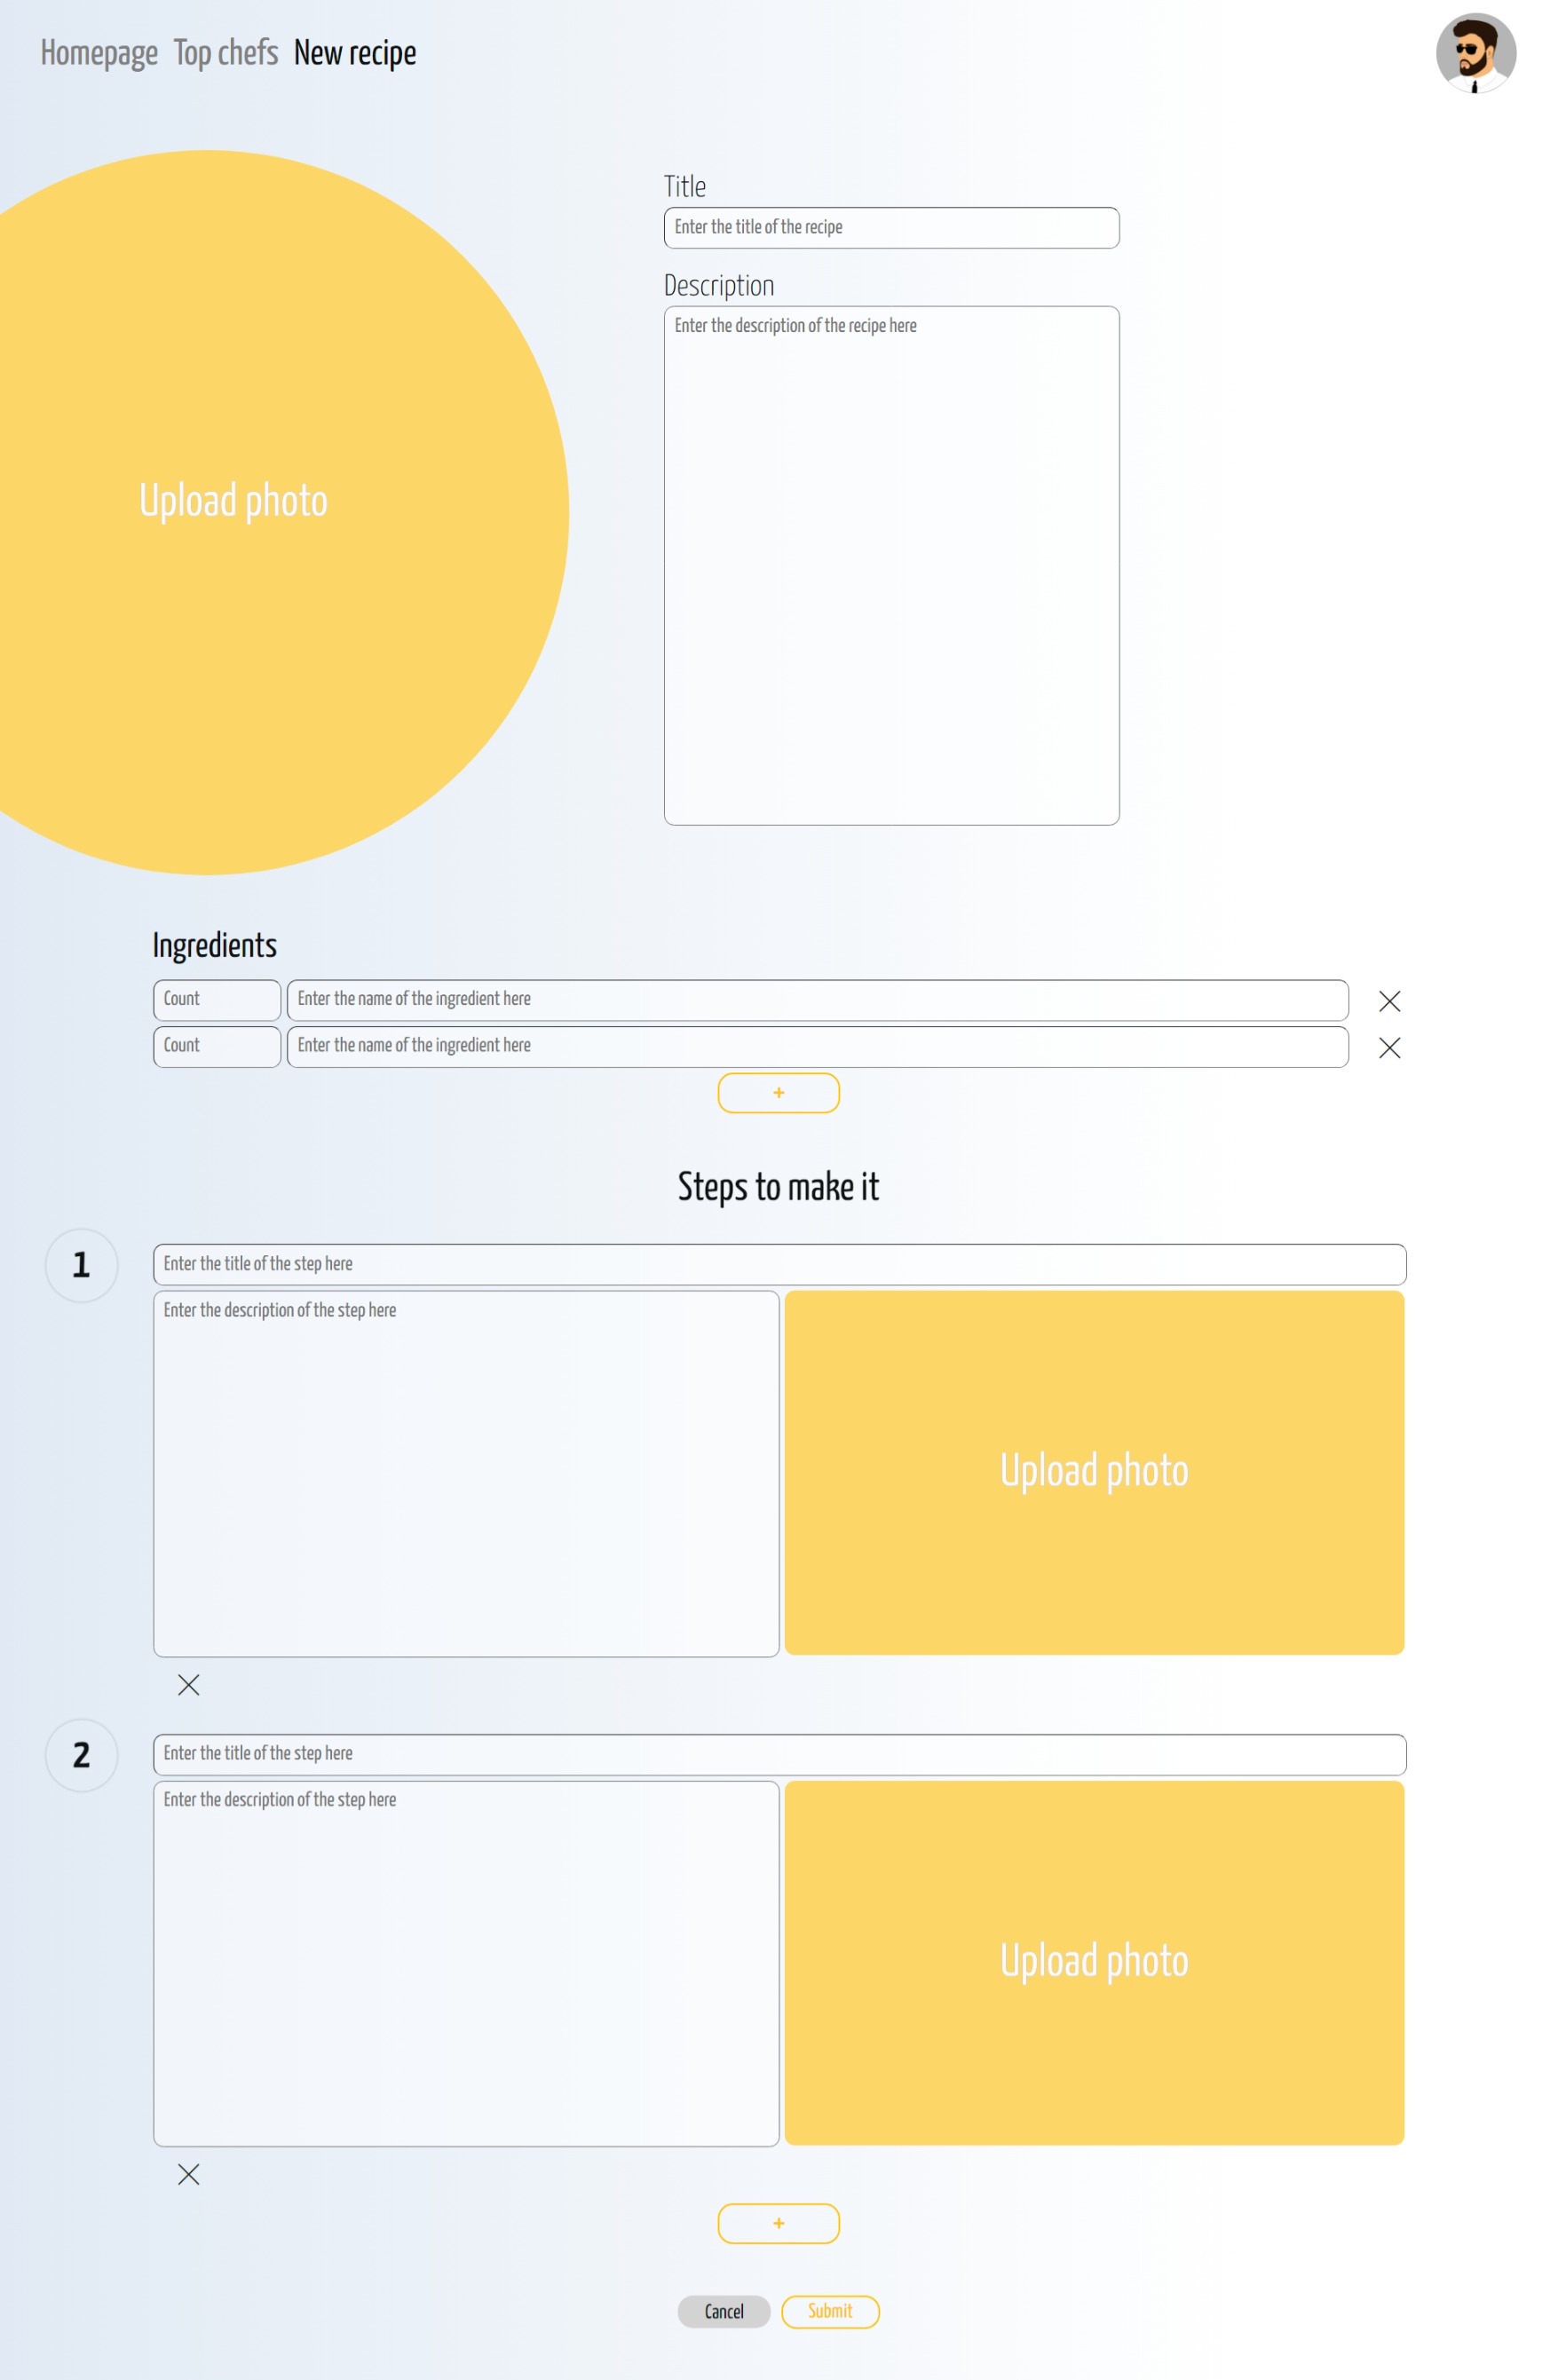 Homepage Top chefs New recipe
Title
Enter the title of the recipe
Description
Enter the description of the recipe here
Upload photo
Ingredients
Count Enter the name of the ingredient here
Count Enter the name of the ingredient here
+
Steps to make it
1 Enter the title of the step here
Enter the description of the step here
Upload photo
2 Enter the title of the step here
Enter the description of the step here
Upload photo
+
Cancel Submit